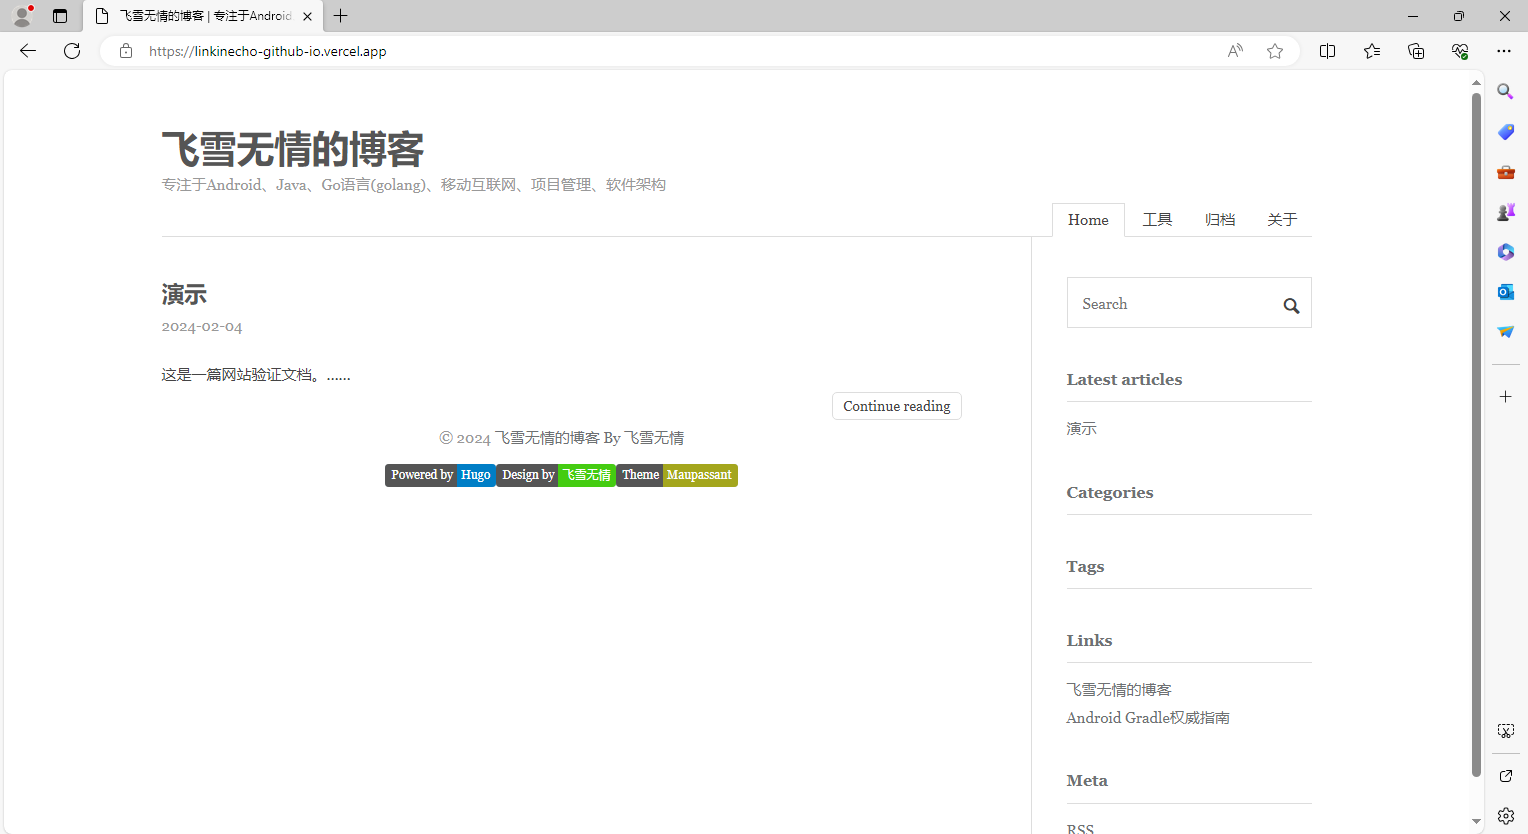 飞雪无情的博客 | 专注于Android
https://linkinecho-github-io.vercel.app
飞雪无情的博客
专注于Android、Java、Go语言(golang)、移动互联网、项目管理、软件架构
Home 工具 归档 关于
演示
2024-02-04
这是一篇网站验证文档。......
Continue reading
© 2024 飞雪无情的博客 By 飞雪无情
Powered by Hugo Design by 飞雪无情 Theme Maupassant
Search
Latest articles
演示
Categories
Tags
Links
飞雪无情的博客
Android Gradle权威指南
Meta
RSS